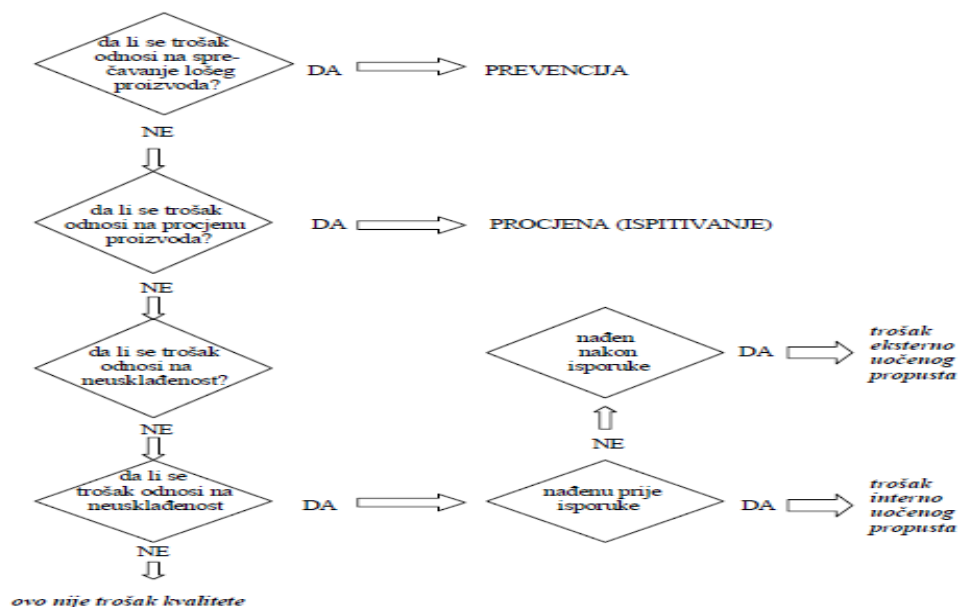 da li se trošak
odnosi na spre-
čavanje lošeg
proizvoda?
DA
PREVENCIJA
NE
da li se trošak
odnosi na procjenu
proizvoda?
DA
PROCJENA (ISPITIVANJE)
NE
da li se trošak
odnosi na
neusklađenost?
nađen
nakon
isporuke
DA
trošak
eksterno
uočenog
propusta
NE
NE
da li se
trošak odnosi na
neusklađenost
DA
nađenu prije
isporuke
DA
trošak
interno
uočenog
propusta
NE
ovo nije trošak kvalitete